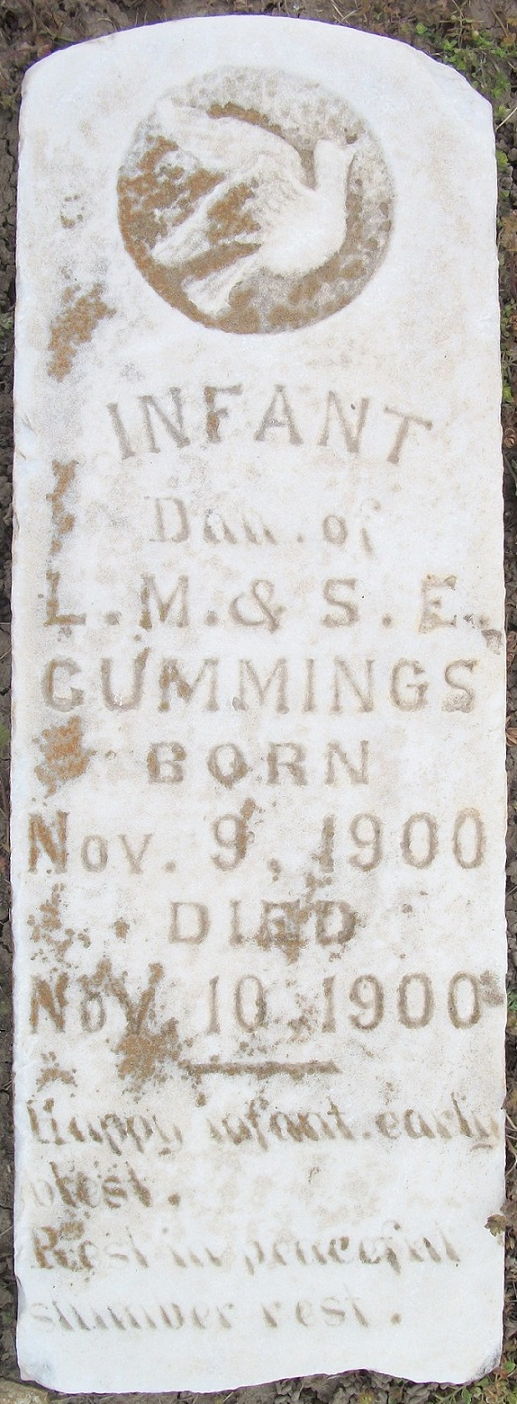 INFANT
Dau. of
L. M. & S. E.
CUMMINGS
BORN
Nov. 9, 1900
DIED
Nov. 10, 1900
Happy infant, early
blest.
Rest in peaceful
slumber rest.